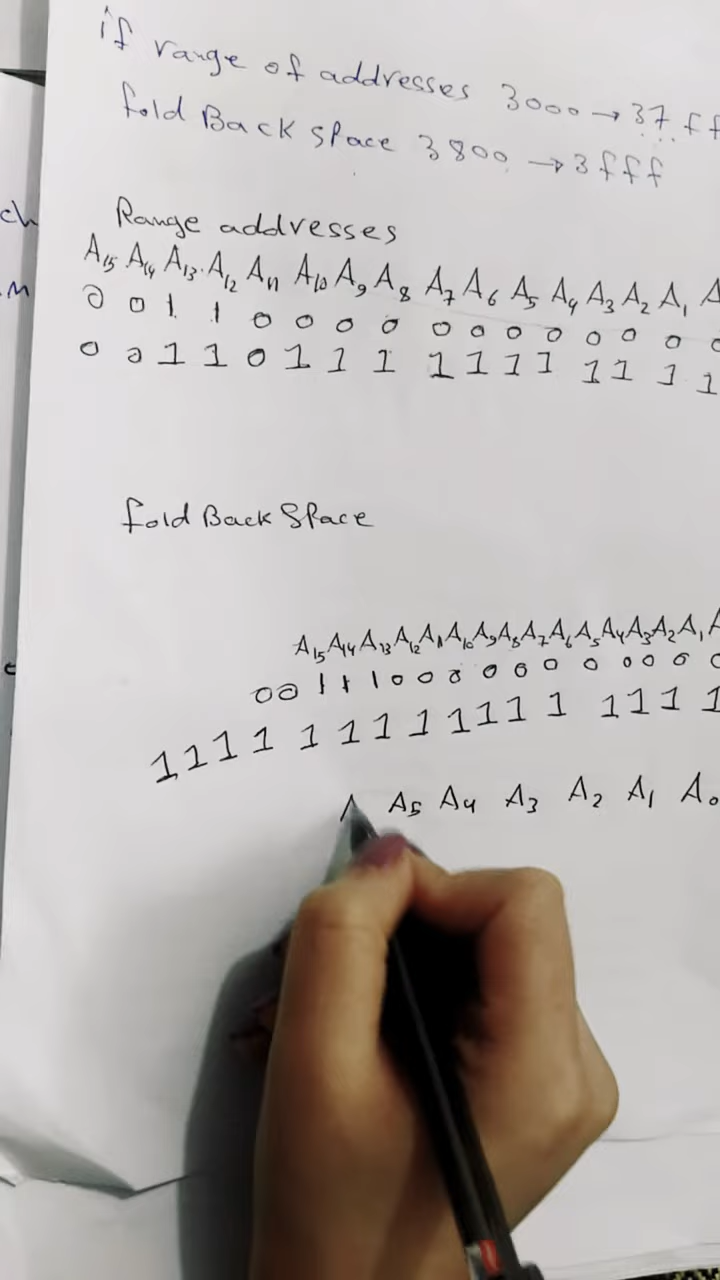 if range of addresses 3000 → 37ff
fold Back space 3800 → 3fff
ch
Range addresses
A15 A14 A13 A12 A11 A10 A9 A8 A7 A6 A5 A4 A3 A2 A1 A
.M
0 0 1 1 0 0 0 0 0 0 0 0 0 0 0 0
0 0 1 1 0 1 1 1 1 1 1 1 1 1 1 1
fold Back Space
A15 A14 A13 A12 A11 A10 A9 A8 A7 A6 A5 A4 A3 A2 A1 A
0 0 1 1 1 0 0 0 0 0 0 0 0 0 0 0
1 1 1 1 1 1 1 1 1 1 1 1 1 1 1
A A5 A4 A3 A2 A1 A0